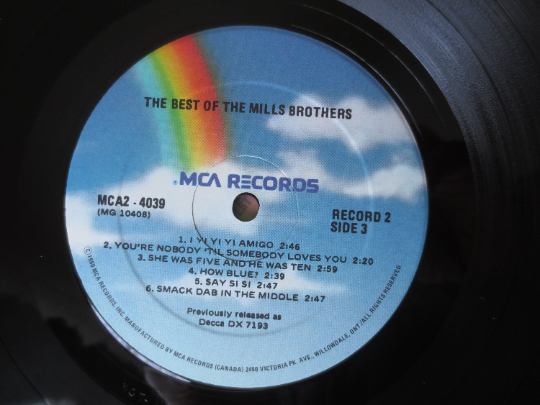 THE BEST OF THE MILLS BROTHERS
MCA RECORDS
MCA2 - 4039
(MG 10408)
RECORD 2
SIDE 3
1. I YI YI YI AMIGO 2:46
2. YOU'RE NOBODY 'TIL SOMEBODY LOVES YOU 2:20
3. SHE WAS FIVE AND HE WAS TEN 2:59
4. HOW BLUE? 2:39
5. SAY SI SI 2:47
6. SMACK DAB IN THE MIDDLE 2:47
Previously released as
Decca DX 7193
MCA RECORDS, INC. MANUFACTURED BY MCA RECORDS (CANADA) 2450 VICTORIA PK. AVE., WILLOWDALE, ONT./ALL RIGHTS RESERVED.